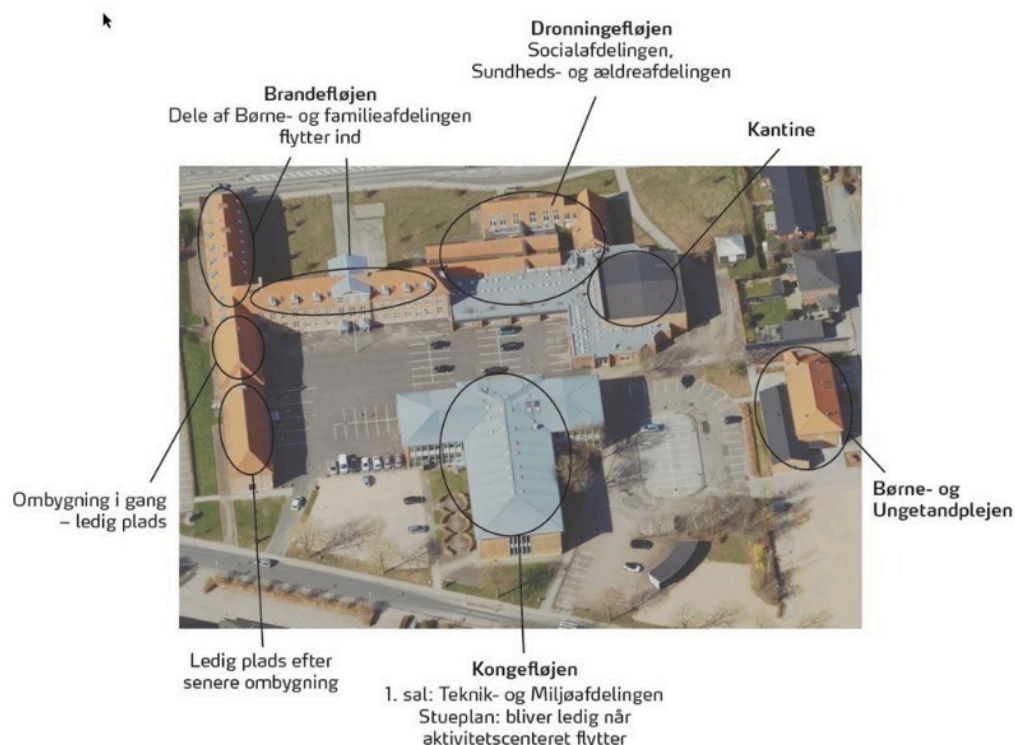 Dronningefløjen
Socialafdelingen,
Sundheds- og ældreafdelingen
Brandefløjen
Dele af Børne- og familieafdelingen
flytter ind
Kantine
Ombygning i gang
– ledig plads
Børne- og
Ungetandplejen
Ledig plads efter
senere ombygning
Kongefløjen
1. sal: Teknik- og Miljøafdelingen
Stueplan: bliver ledig når
aktivitetscenteret flytter